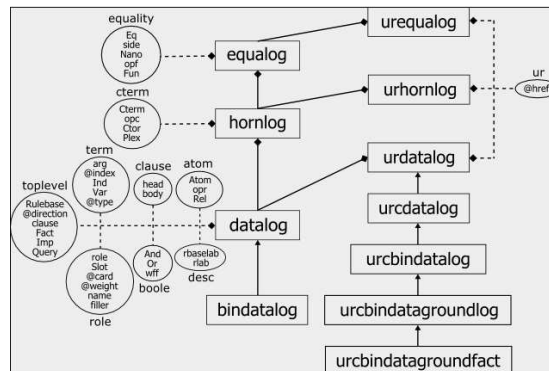 equality
Eq
side
Nano
opf
Fun
urequalog
equalog
ur
@href
cterm
Cterm
opc
Ctor
Plex
urhornlog
hornlog
term
arg
@index
Ind
Var
@type
clause
head
body
atom
Atom
opr
Rel
urdatalog
toplevel
Rulebase
@direction
clause
Fact
Imp
Query
datalog
urcdatalog
role
Slot
@card
@weight
name
filler
role
And
Or
wff
boole
rbaselab
rlab
desc
urcbindatalog
bindatalog
urcbindatagroundlog
urcbindatagroundfact